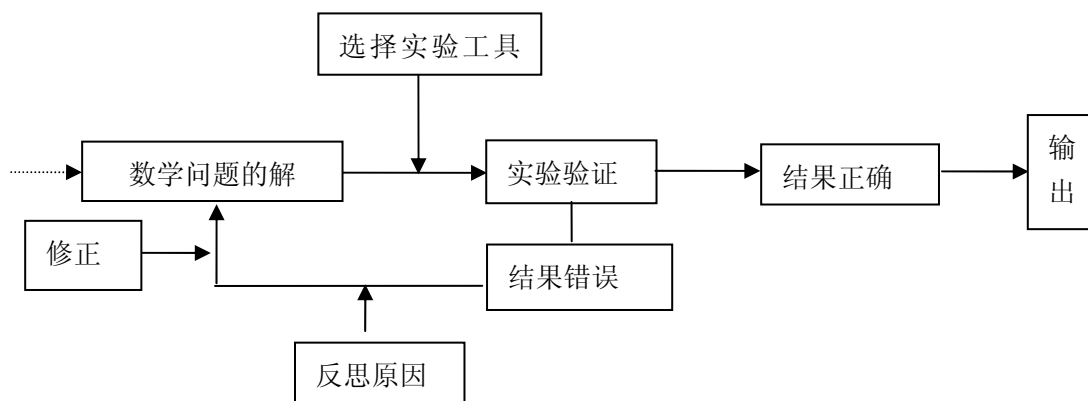 选择实验工具
数学问题的解
实验验证
结果正确
输
出
修正
结果错误
反思原因